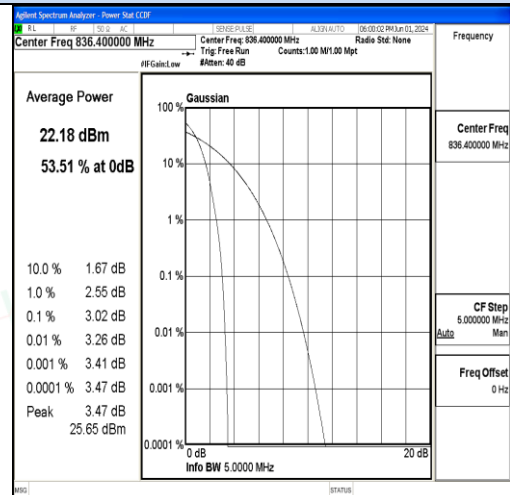 Agilent Spectrum Analyzer - Power Stat CCDF
RL RF 50 Ω AC SENSE:PULSE ALIGN AUTO 06:00:02 PM Jun 01, 2024
Center Freq 836.400000 MHz
Center Freq: 836.400000 MHz Radio Std: None
Trig: Free Run Counts:1.00 M/1.00 Mpt
#IFGain:Low #Atten: 40 dB
Frequency
Average Power
22.18 dBm
53.51 % at 0dB
10.0 % 1.67 dB
1.0 % 2.55 dB
0.1 % 3.02 dB
0.01 % 3.26 dB
0.001 % 3.41 dB
0.0001 % 3.47 dB
Peak 3.47 dB
25.65 dBm
Gaussian
100 %
10 %
1 %
0.1 %
0.01 %
0.001 %
0.0001 %
0 dB 20 dB
Info BW 5.0000 MHz
Center Freq
836.400000 MHz
CF Step
5.000000 MHz
Auto Man
Freq Offset
0 Hz
MSG STATUS